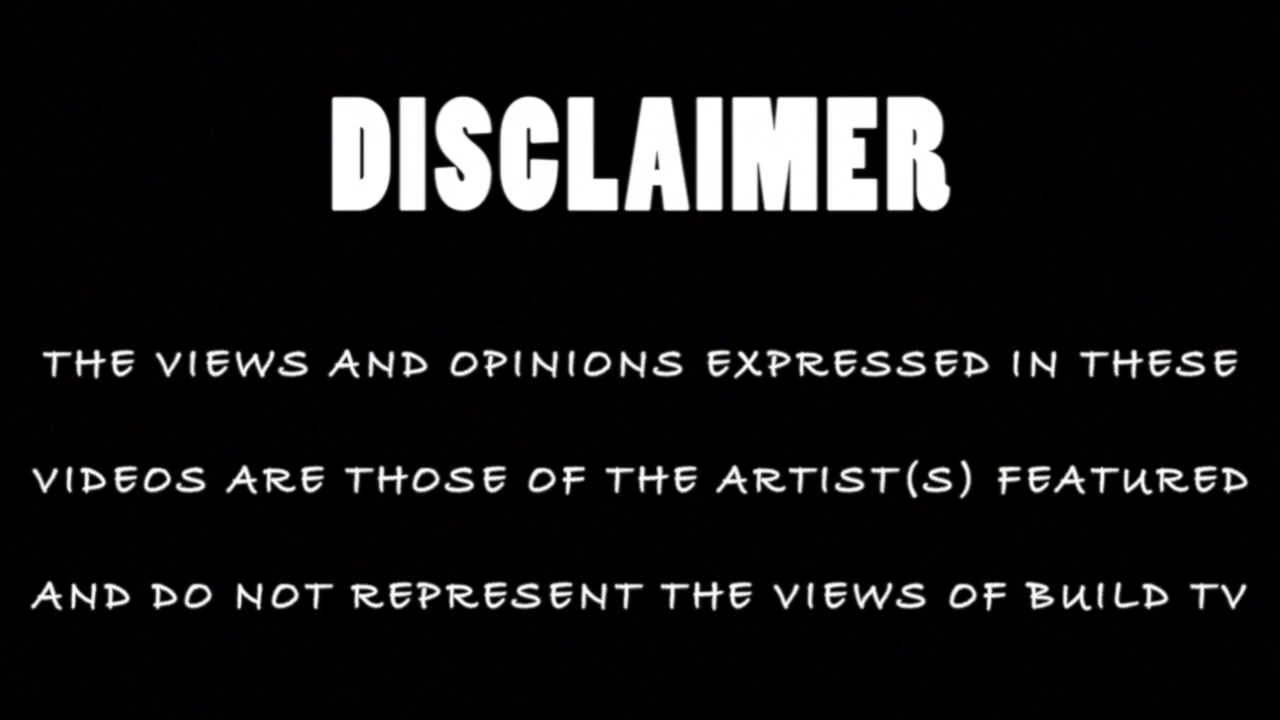 DISCLAIMER
THE VIEWS AND OPINIONS EXPRESSED IN THESE
VIDEOS ARE THOSE OF THE ARTIST(S) FEATURED
AND DO NOT REPRESENT THE VIEWS OF BUILD TV